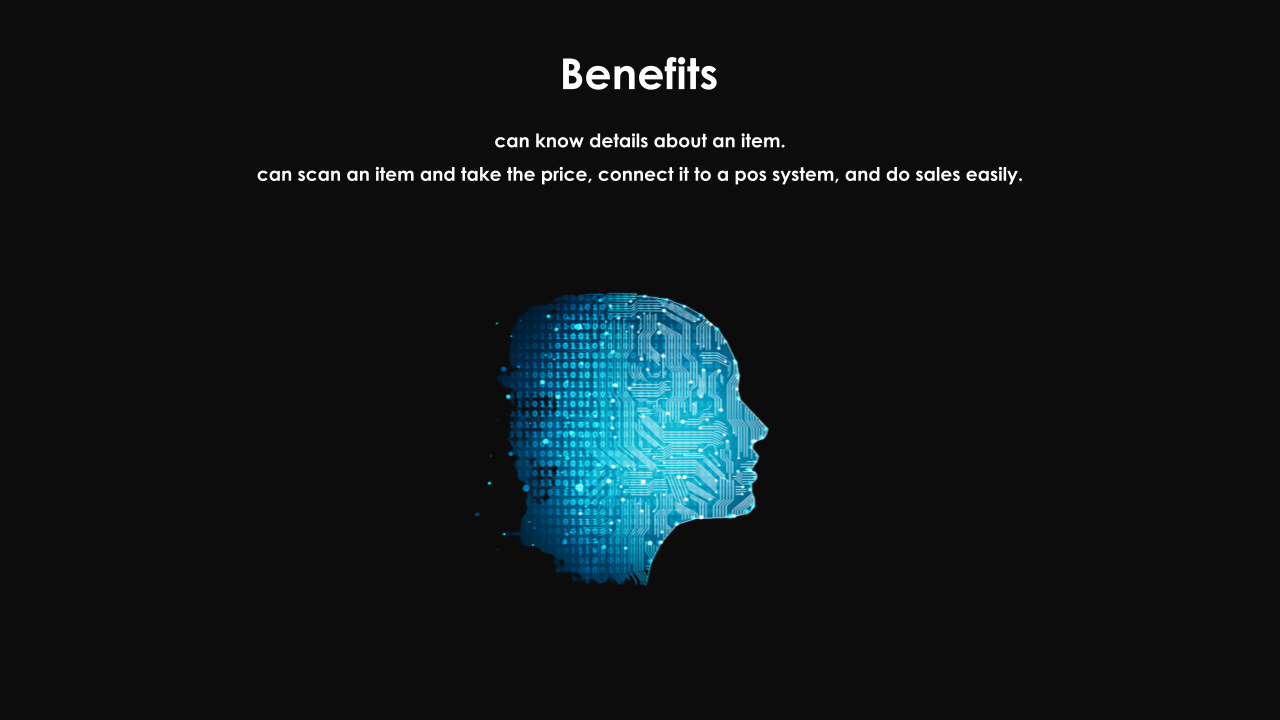 Benefits
can know details about an item.
can scan an item and take the price, connect it to a pos system, and do sales easily.